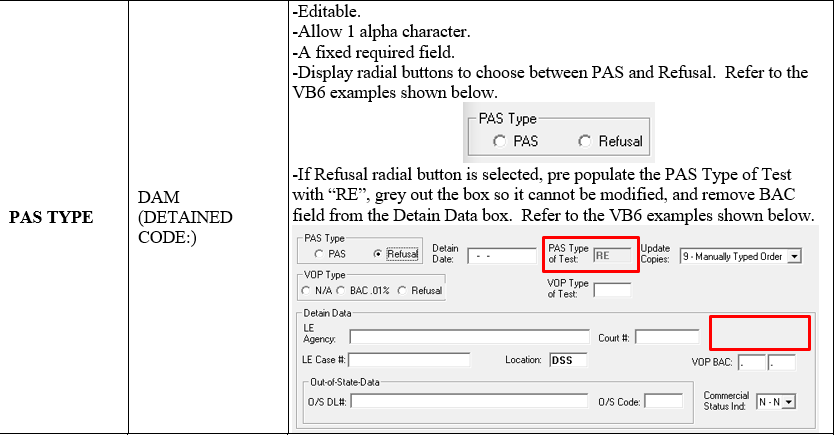 -Editable.
-Allow 1 alpha character.
-A fixed required field.
-Display radial buttons to choose between PAS and Refusal.  Refer to the
VB6 examples shown below.
PAS Type
PAS Refusal
-If Refusal radial button is selected, pre populate the PAS Type of Test
with “RE”, grey out the box so it cannot be modified, and remove BAC
field from the Detain Data box.  Refer to the VB6 examples shown below.
PAS TYPE
DAM
(DETAINED
CODE:)
PAS Type
PAS Refusal
Detain
Date: - -
PAS Type
of Test: RE
Update
Copies: 9 - Manually Typed Order
VOP Type
N/A BAC .01% Refusal
VOP Type
of Test:
Detain Data
LE
Agency:
Court #:
LE Case #:
Location: DSS
VOP BAC: . .
Out-of-State-Data
O/S DL#:
O/S Code:
Commercial
Status Ind: N - N